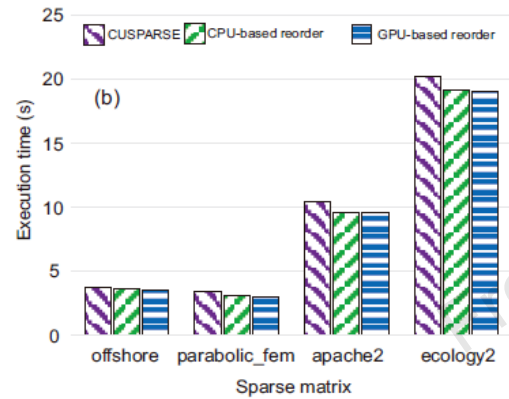 25
CUSPARSE CPU-based reorder GPU-based reorder
20
(b)
15
10
5
0
Execution time (s)
offshore parabolic_fem apache2 ecology2
Sparse matrix